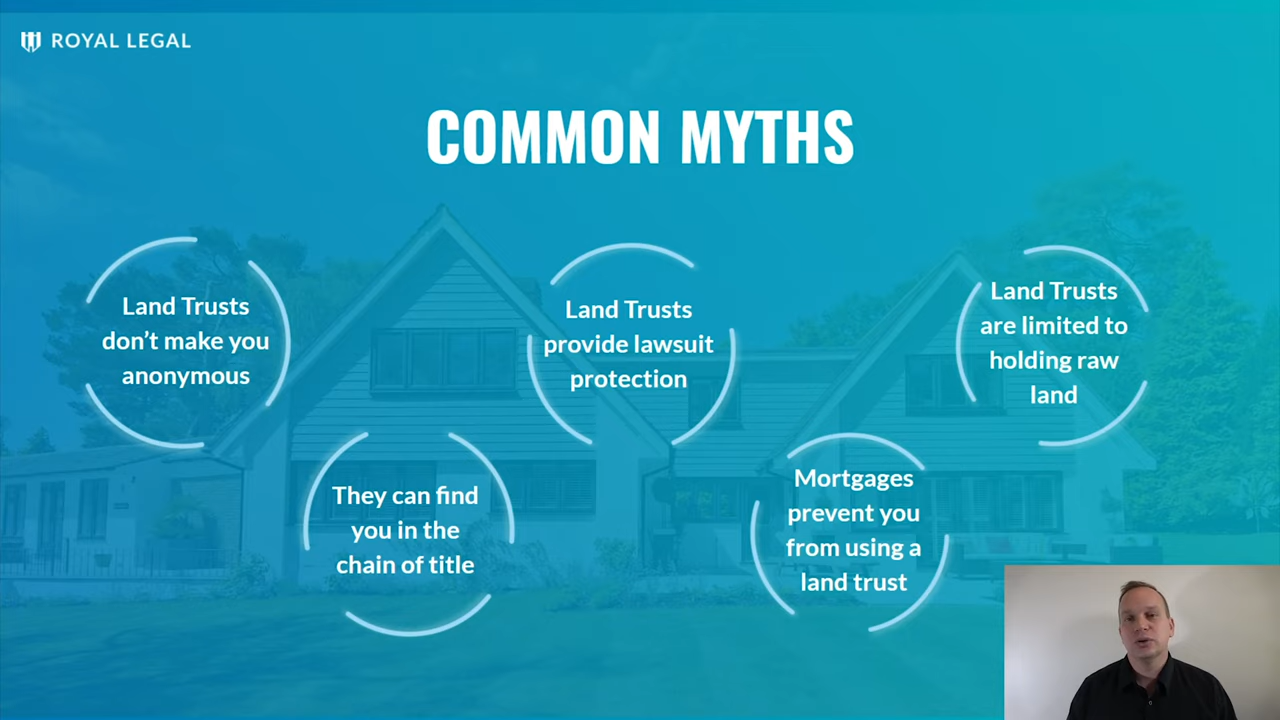 ROYAL LEGAL
COMMON MYTHS
Land Trusts
don’t make you
anonymous
They can find
you in the
chain of title
Land Trusts
provide lawsuit
protection
Mortgages
prevent you
from using a
land trust
Land Trusts
are limited to
holding raw
land